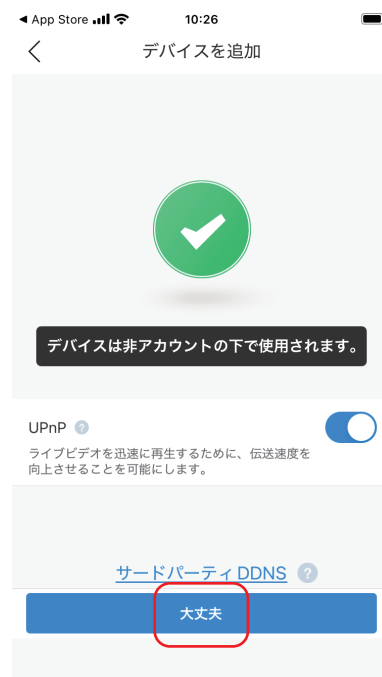 ◀ App Store 10:26
デバイスを追加
デバイスは非アカウントの下で使用されます。
UPnP ?
ライブビデオを迅速に再生するために、伝送速度を
向上させることを可能にします。
サードパーティDDNS ?
大丈夫